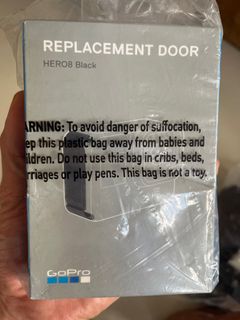 REPLACEMENT DOOR
HERO8 Black
ARNING: To avoid danger of suffocation,
ep this plastic bag away from babies and
ildren. Do not use this bag in cribs, beds,
rriages or play pens. This bag is not a toy.
GoPro